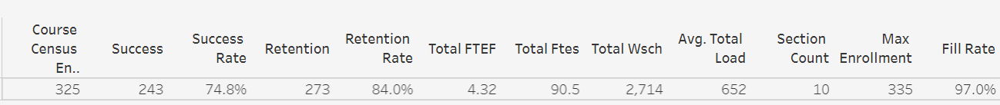 Course Census En.. Success Success Rate Retention Retention Rate Total FTEF Total Ftes Total Wsch Avg. Total Load Section Count Max Enrollment Fill Rate
325 243 74.8% 273 84.0% 4.32 90.5 2,714 652 10 335 97.0%